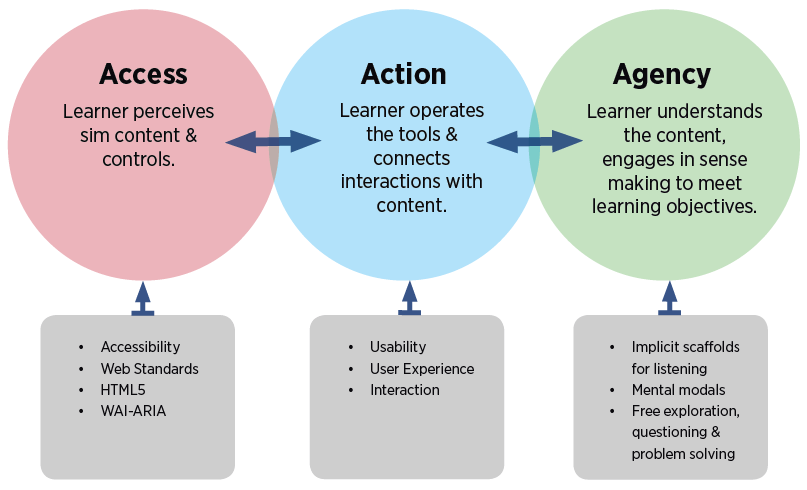 Access
Learner perceives
sim content &
controls.
Action
Learner operates
the tools &
connects
interactions with
content.
Agency
Learner understands
the content,
engages in sense
making to meet
learning objectives.
• Accessibility
• Web Standards
• HTML5
• WAI-ARIA
• Usability
• User Experience
• Interaction
• Implicit scaffolds
for listening
• Mental modals
• Free exploration,
questioning &
problem solving